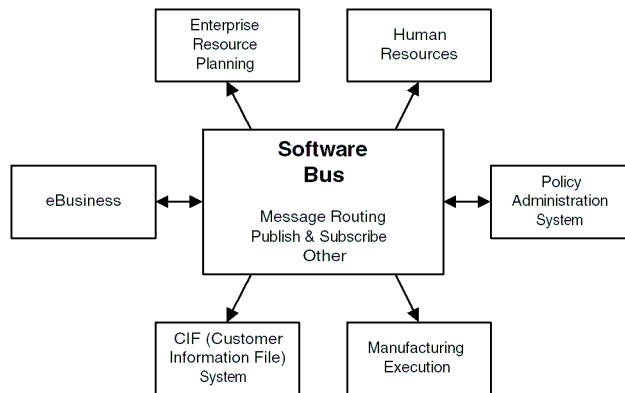 Enterprise
Resource
Planning
Human
Resources
Software
Bus
Message Routing
Publish & Subscribe
Other
eBusiness
Policy
Administration
System
CIF (Customer
Information File)
System
Manufacturing
Execution